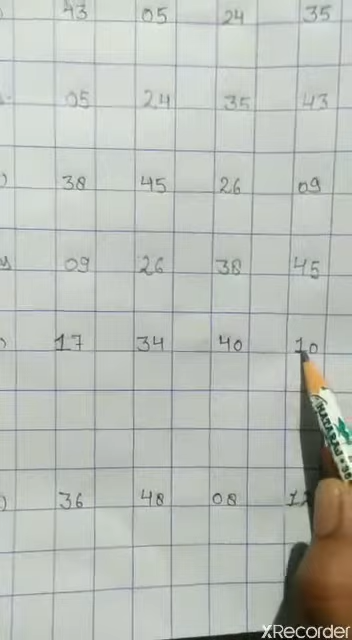 43 05 24 35
05 24 35 43
) 38 45 26 09
09 26 38 45
) 17 34 40 10
) 36 48 08
NATARAJ
XRecorder